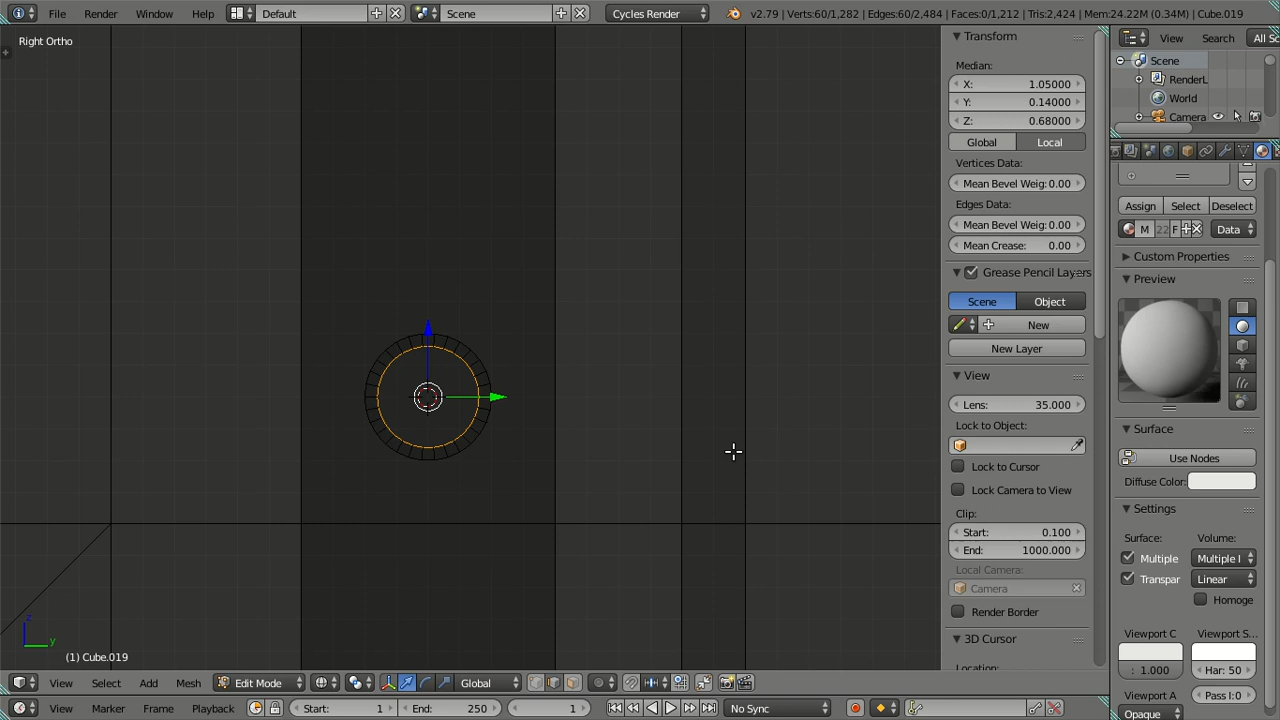 File Render Window Help Default Scene Cycles Render v2.79 | Verts:60/1,282 | Edges:60/2,484 | Faces:0/1,212 | Tris:2,424 | Mem:24.22M (0.34M) | Cube.019
Right Ortho
Transform
Median:
X: 1.05000
Y: 0.14000
Z: 0.68000
Global Local
Vertices Data:
Mean Bevel Weig:0.00
Edges Data:
Mean Bevel Weig:0.00
Mean Crease: 0.00
Grease Pencil Layers
Scene Object
New
New Layer
View
Lens: 35.000
Lock to Object:
Lock to Cursor
Lock Camera to View
Clip:
Start: 0.100
End: 1000.000
Local Camera:
Camera
Render Border
3D Cursor
Location:
View Search All Sc
Scene
RenderL
World
Camera
Assign Select Deselect
M 22 F Data
Custom Properties
Preview
Surface
Use Nodes
Diffuse Color:
Settings
Surface: Volume:
Multiple Multiple I
Transpar Linear
Homoge
Viewport C Viewport S...
: 1.000 Har: 50
Viewport A Pass I:0
Opaque
z
y
(1) Cube.019
View Select Add Mesh Edit Mode Global
View Marker Frame Playback Start: 1 End: 250 1 No Sync